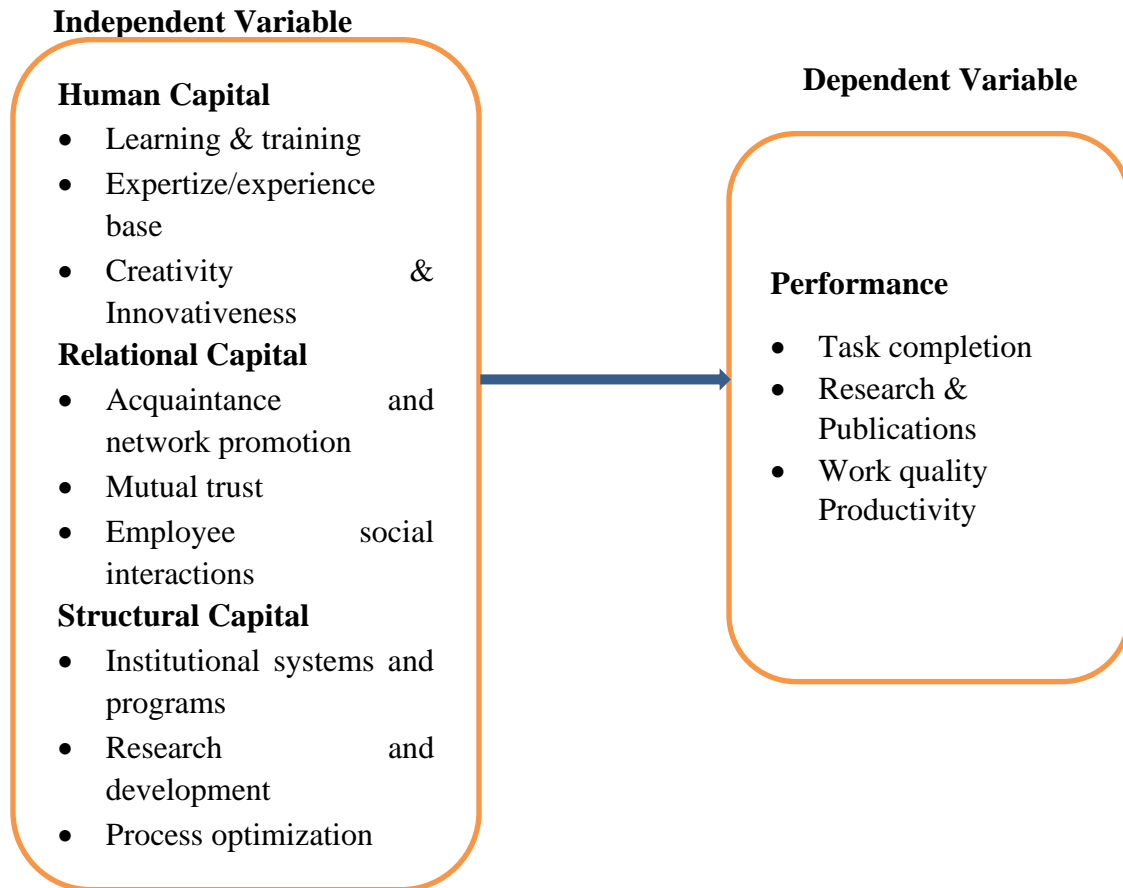 Independent Variable
Human Capital
• Learning & training
• Expertize/experience
base
• Creativity &
Innovativeness
Relational Capital
• Acquaintance and
network promotion
• Mutual trust
• Employee social
interactions
Structural Capital
• Institutional systems and
programs
• Research and
development
• Process optimization
Dependent Variable
Performance
• Task completion
• Research &
Publications
• Work quality
Productivity